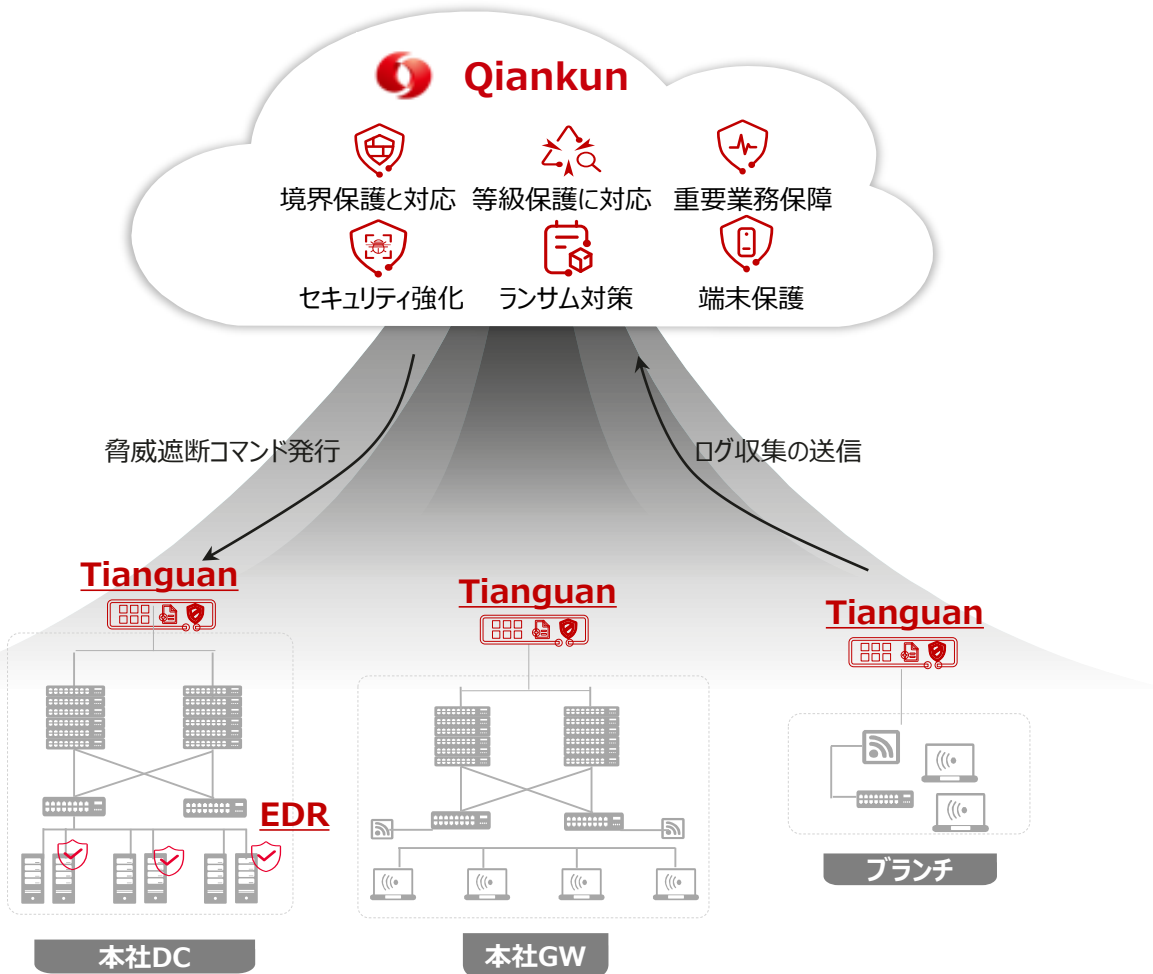 Qiankun
境界保護と対応 等級保護に対応 重要業務保障
セキュリティ強化 ランサム対策 端末保護
脅威遮断コマンド発行
ログ収集の送信
Tianguan
Tianguan
Tianguan
EDR
本社DC
本社GW
ブランチ